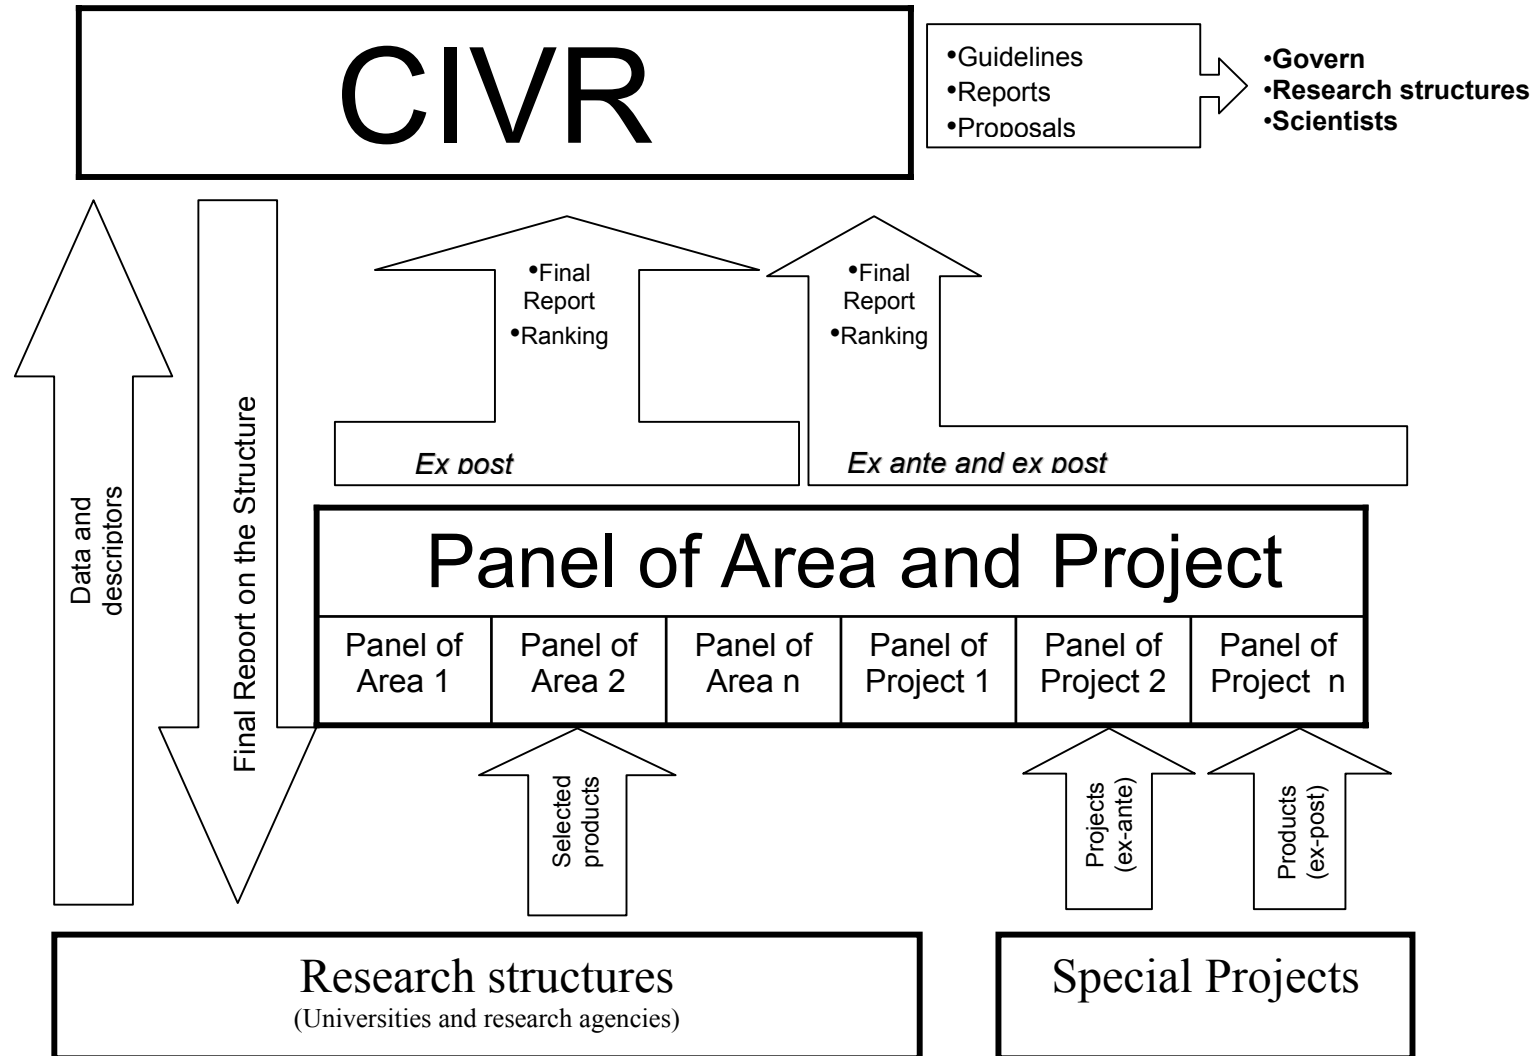 CIVR
•Guidelines
•Reports
•Proposals
•Govern
•Research structures
•Scientists
•Final
Report
•Ranking
•Final
Report
•Ranking
Ex post
Ex ante and ex post
Data and
descriptors
Final Report on the Structure
Panel of Area and Project
Panel of
Area 1
Panel of
Area 2
Panel of
Area n
Panel of
Project 1
Panel of
Project 2
Panel of
Project n
Selected
products
Projects
(ex-ante)
Products
(ex-post)
Research structures
(Universities and research agencies)
Special Projects